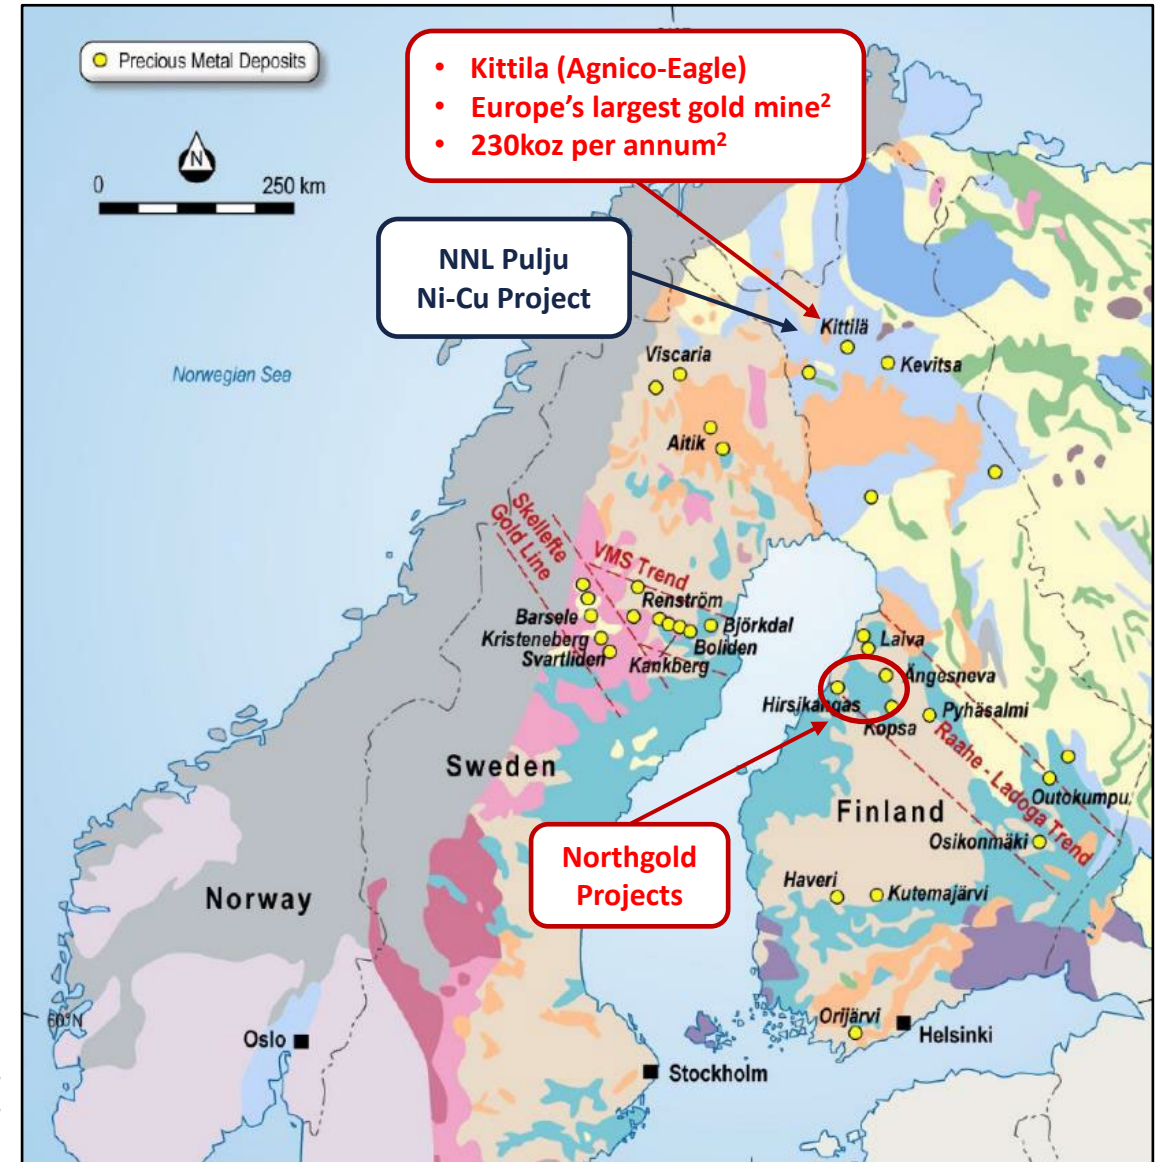 Precious Metal Deposits
N
0
250 km
• Kittila (Agnico-Eagle)
• Europe's largest gold mine²
• 230koz per annum²
NNL Pulju
Ni-Cu Project
Norwegian Sea
Kittilä
Kevitsa
Viscaria
Aitik
Skellefte
Gold Line
VMS Trend
Renström
Barsele
Björkdal
Kristeneberg
Boliden
Svartliden
Kankberg
Laiva
Ängesneva
Hirsikangas
Pyhäsalmi
Kopsa
Raahe - Ladoga Trend
Sweden
Outokumpu
Finland
Osikonmäki
Northgold
Projects
Haveri
Kutemajärvi
Norway
60°N
Orijärvi
Helsinki
Oslo
Stockholm